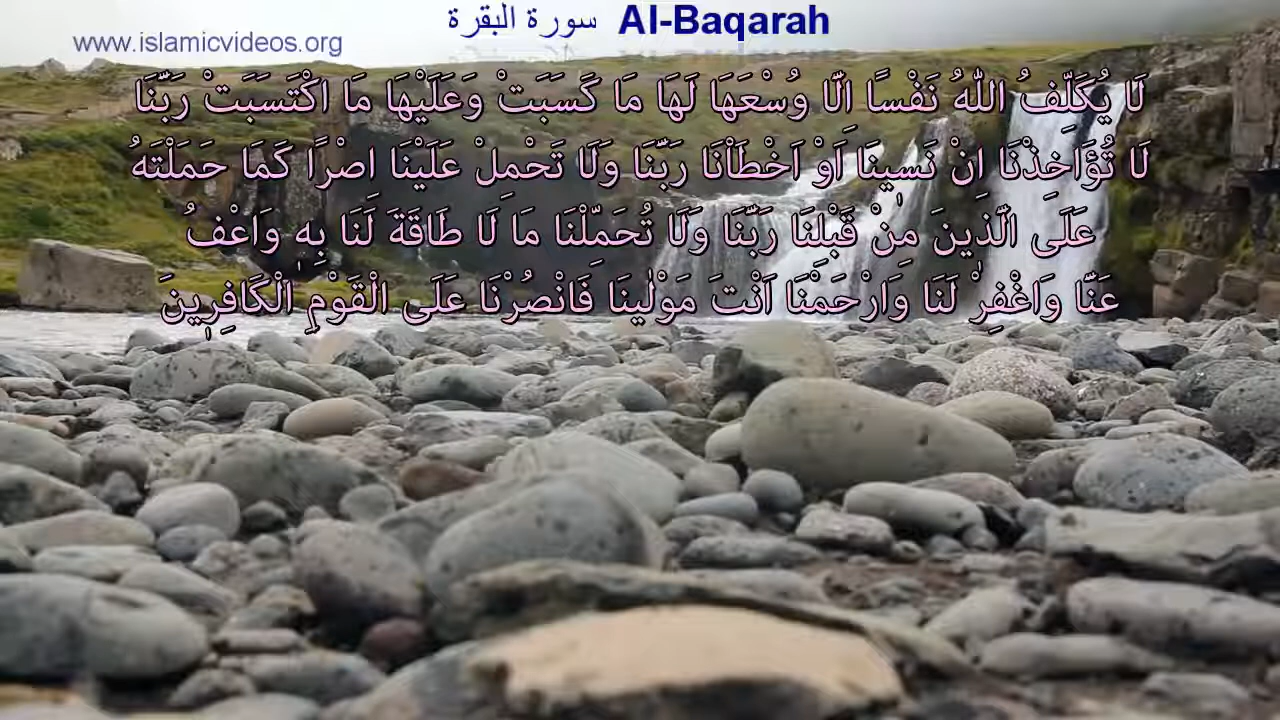 سورة البقرة Al-Baqarah
www.islamicvideos.org
لَا يُكَلِّفُ اللّٰهُ نَفْسًا اِلَّا وُسْعَهَا لَهَا مَا كَسَبَتْ وَعَلَيْهَا مَا اكْتَسَبَتْ رَبَّنَا
لَا تُؤَاخِذْنَا اِنْ نَسٖينَا اَوْ اَخْطَاْنَا رَبَّنَا وَلَا تَحْمِلْ عَلَيْنَا اِصْرًا كَمَا حَمَلْتَهُ
عَلَى الَّذٖينَ مِنْ قَبْلِنَا رَبَّنَا وَلَا تُحَمِّلْنَا مَا لَا طَاقَةَ لَنَا بِهٖ وَاعْفُ
عَنَّا وَاغْفِرْ لَنَا وَارْحَمْنَا اَنْتَ مَوْلٰينَا فَانْصُرْنَا عَلَى الْقَوْمِ الْكَافِرٖينَ